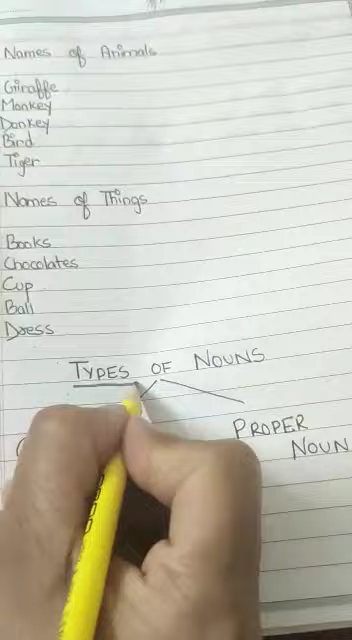 Names of Animals
Giraffe
Monkey
Donkey
Bird
Tiger
Names of Things
Books
Chocolates
Cup
Ball
Dress
TYPES OF NOUNS
PROPER
NOUN